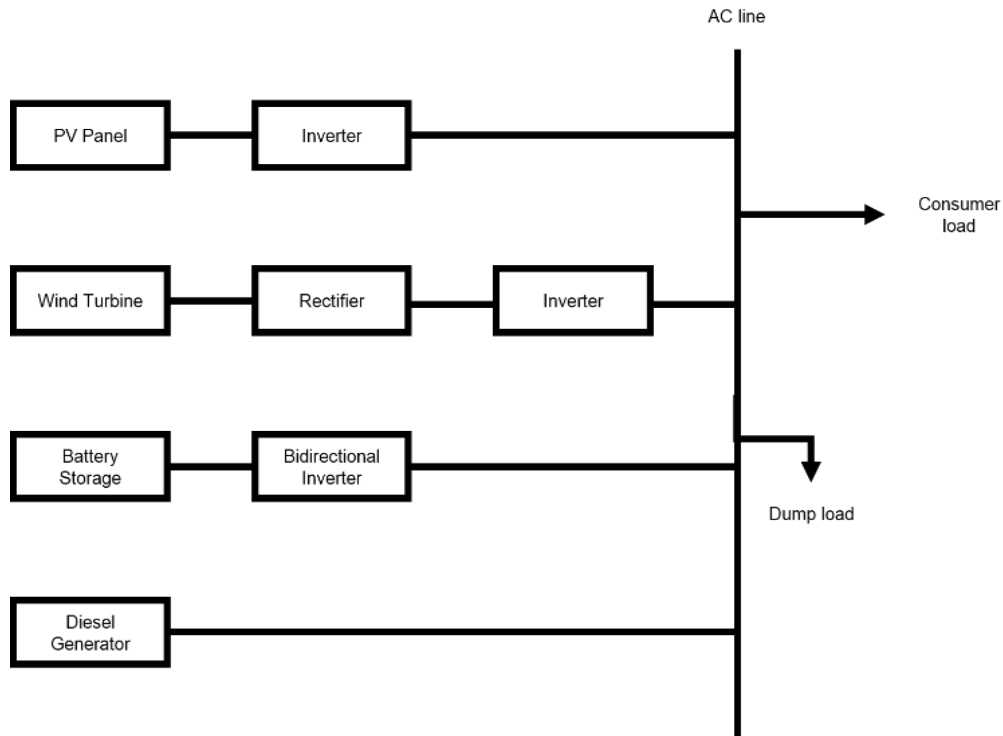 AC line
PV Panel
Inverter
Consumer
load
Wind Turbine
Rectifier
Inverter
Battery
Storage
Bidirectional
Inverter
Dump load
Diesel
Generator